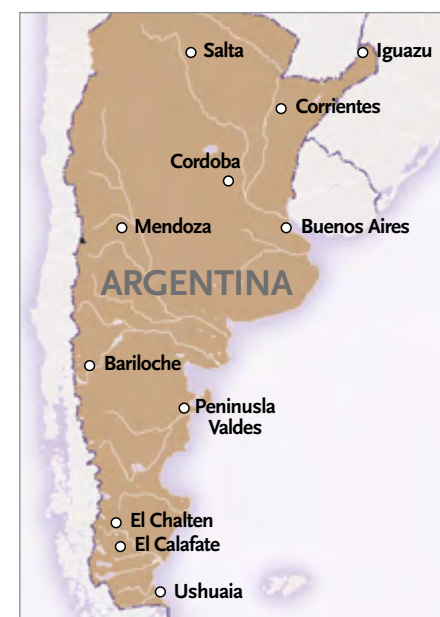 Salta
Iguazu
Corrientes
Cordoba
Mendoza
Buenos Aires
ARGENTINA
Bariloche
Peninusla
Valdes
El Chalten
El Calafate
Ushuaia